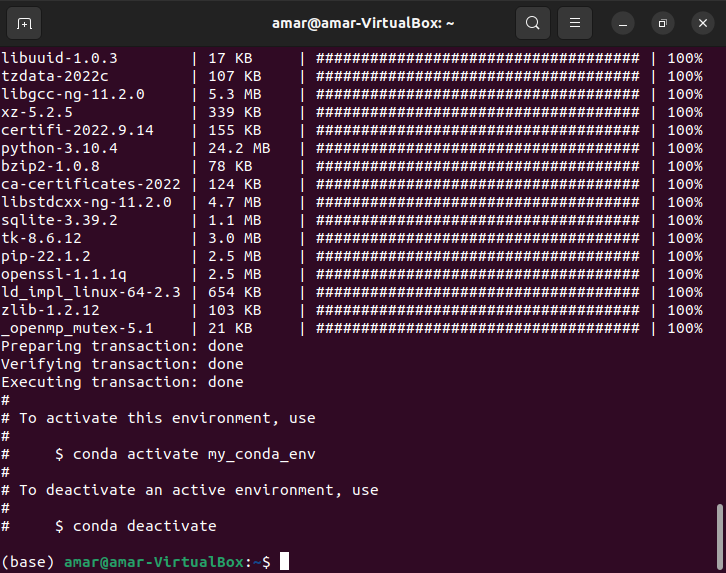 amar@amar-VirtualBox: ~
libuuid-1.0.3        | 17 KB     | #################################### | 100%
tzdata-2022c         | 107 KB    | #################################### | 100%
libgcc-ng-11.2.0     | 5.3 MB    | #################################### | 100%
xz-5.2.5             | 339 KB    | #################################### | 100%
certifi-2022.9.14    | 155 KB    | #################################### | 100%
python-3.10.4        | 24.2 MB   | #################################### | 100%
bzip2-1.0.8          | 78 KB     | #################################### | 100%
ca-certificates-2022 | 124 KB    | #################################### | 100%
libstdcxx-ng-11.2.0  | 4.7 MB    | #################################### | 100%
sqlite-3.39.2        | 1.1 MB    | #################################### | 100%
tk-8.6.12            | 3.0 MB    | #################################### | 100%
pip-22.1.2           | 2.5 MB    | #################################### | 100%
openssl-1.1.1q       | 2.5 MB    | #################################### | 100%
ld_impl_linux-64-2.3 | 654 KB    | #################################### | 100%
zlib-1.2.12          | 103 KB    | #################################### | 100%
_openmp_mutex-5.1    | 21 KB     | #################################### | 100%
Preparing transaction: done
Verifying transaction: done
Executing transaction: done
#
# To activate this environment, use
#
#     $ conda activate my_conda_env
#
# To deactivate an active environment, use
#
#     $ conda deactivate
(base) amar@amar-VirtualBox:~$